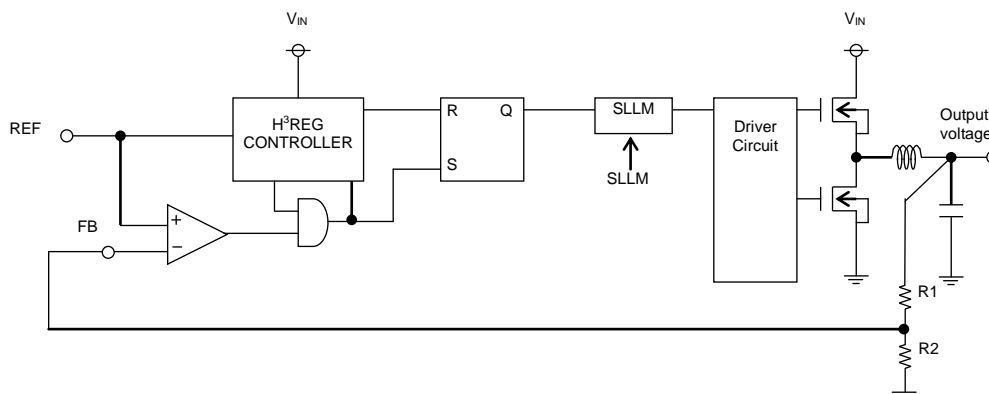 VIN
VIN
REF
H³REG
CONTROLLER
R
Q
S
SLLM
SLLM
Driver
Circuit
Output
voltage
FB
+
−
R1
R2